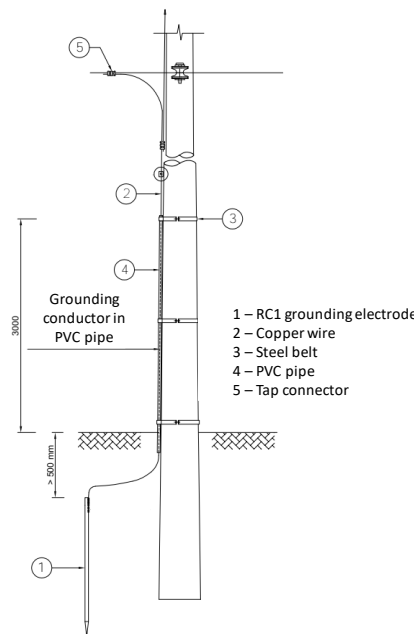 5
2
3
4
3000
Grounding
conductor in
PVC pipe
1 – RC1 grounding electrode
2 – Copper wire
3 – Steel belt
4 – PVC pipe
5 – Tap connector
> 500 mm
1